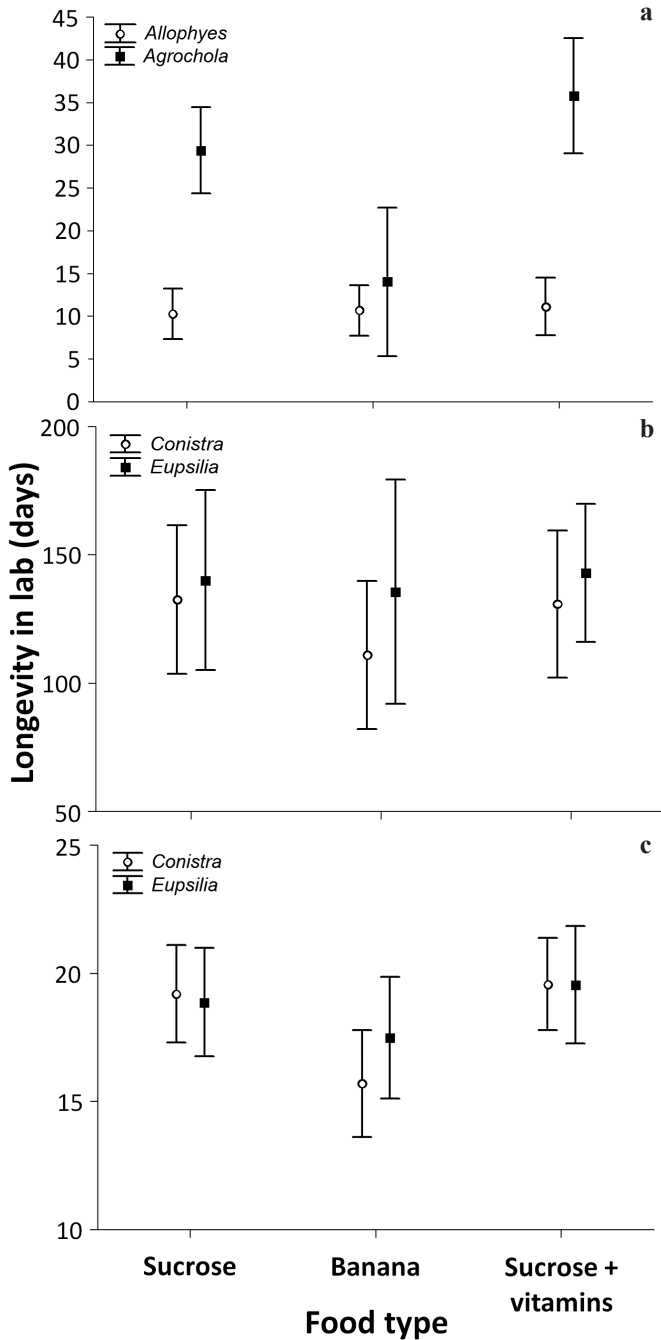 a
Allophyes
Agrochola
45
40
35
30
25
20
15
10
5
0
b
Conistra
Eupsilia
200
150
100
50
Longevity in lab (days)
c
Conistra
Eupsilia
25
20
15
10
Sucrose
Banana
Sucrose +
vitamins
Food type